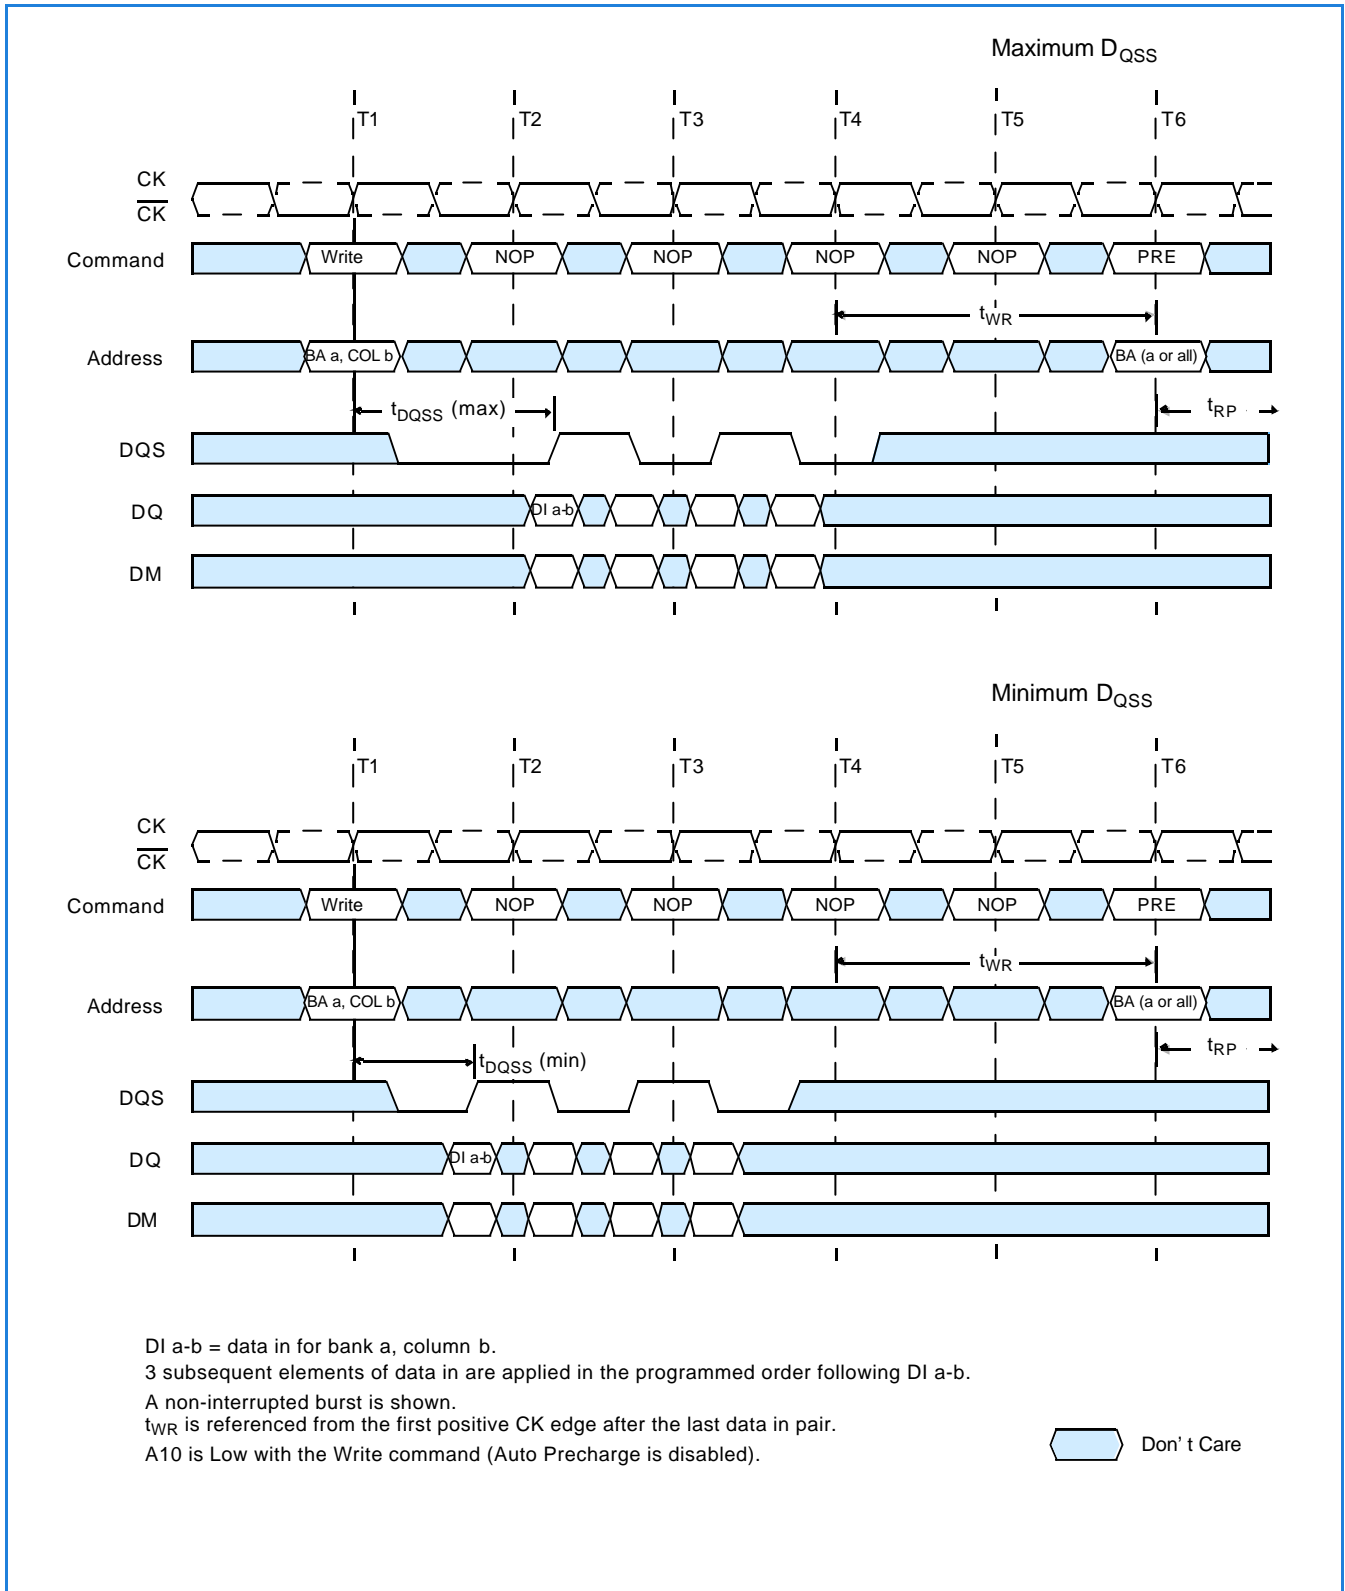 Maximum DQSS
T1 T2 T3 T4 T5 T6
CK
CK
Command Write NOP NOP NOP NOP PRE
tWR
Address BA a, COL b BA (a or all)
tDQSS (max) tRP
DQS
DQ DI a-b
DM
Minimum DQSS
T1 T2 T3 T4 T5 T6
CK
CK
Command Write NOP NOP NOP NOP PRE
tWR
Address BA a, COL b BA (a or all)
tDQSS (min) tRP
DQS
DQ DI a-b
DM
DI a-b = data in for bank a, column b.
3 subsequent elements of data in are applied in the programmed order following DI a-b.
A non-interrupted burst is shown.
tWR is referenced from the first positive CK edge after the last data in pair.
A10 is Low with the Write command (Auto Precharge is disabled).
Don' t Care